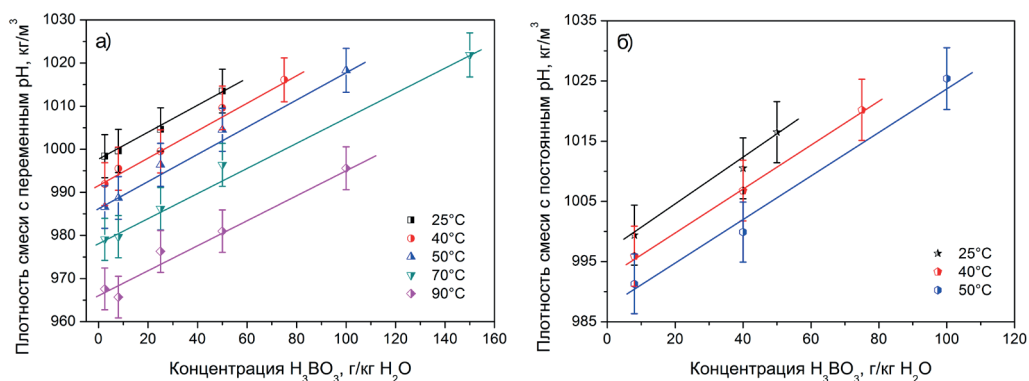 а)
Плотность смеси с переменным pH, кг/м³
1030
1020
1010
1000
990
980
970
960
0 20 40 60 80 100 120 140 160
25°C
40°C
50°C
70°C
90°C
Концентрация H₃BO₃, г/кг H₂O
б)
Плотность смеси с постоянным pH, кг/м³
1035
1025
1015
1005
995
985
0 20 40 60 80 100 120
25°C
40°C
50°C
Концентрация H₃BO₃, г/кг H₂O